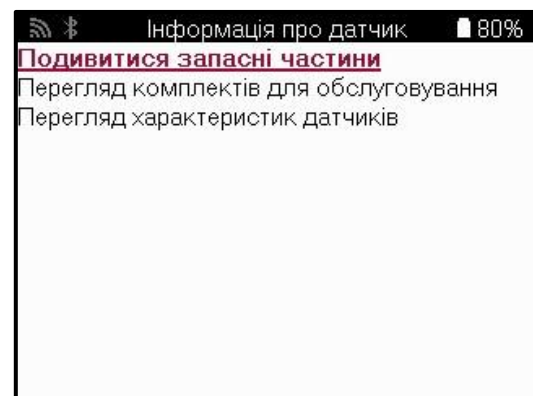 Інформація про датчик 80%
Подивитися запасні частини
Перегляд комплектів для обслуговування
Перегляд характеристик датчиків